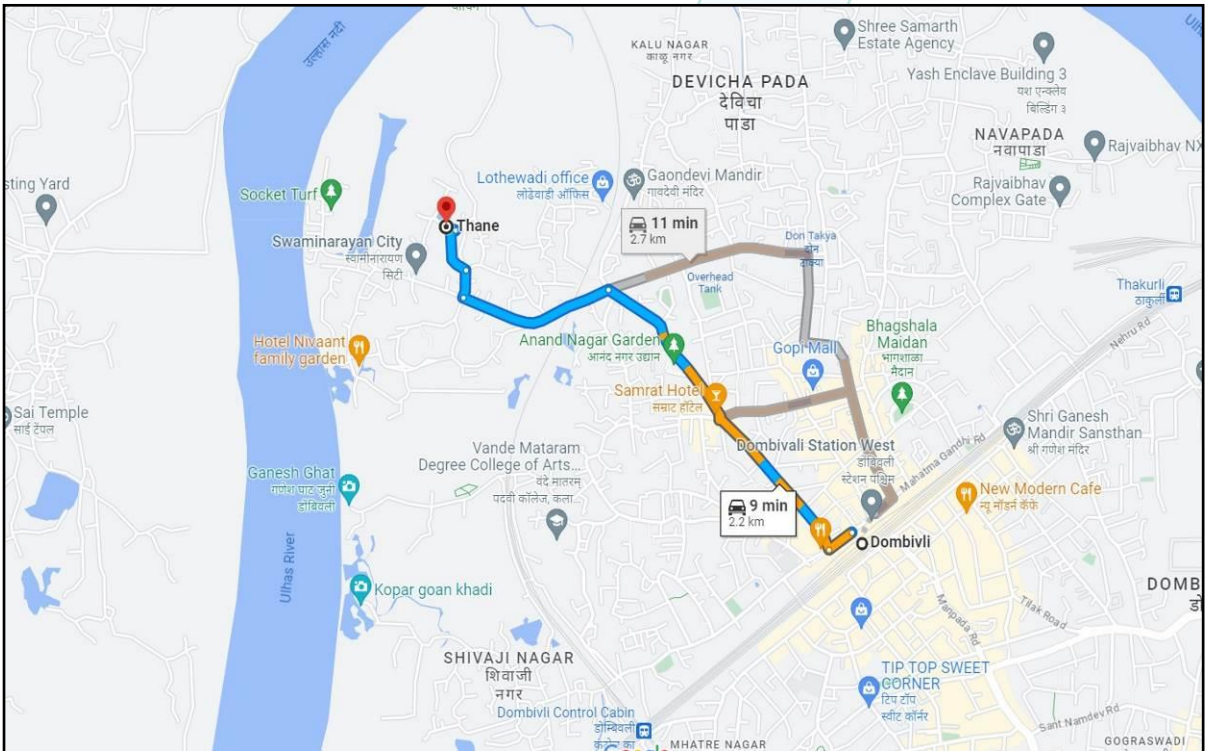 उल्हास नदी
KALU NAGAR
काळू नगर
Shree Samarth
Estate Agency
DEVICHA PADA
देविचा
पाडा
Yash Enclave Building 3
यश एन्क्लेव
बिल्डिंग ३
NAVAPADA
नवापाडा
Rajvaibhav NX
Rajvaibhav
Complex Gate
sting Yard
Socket Turf
Lothewadi office
लोढेवाडी ऑफिस
Gaondevi Mandir
गावदेवी मंदिर
Thane
11 min
2.7 km
Swaminarayan City
स्वामीनारायण
सिटी
Don Takya
Overhead
Tank
Thakurli
ठाकुर्ली
Nehru Rd
Hotel Nivaant
family garden
Anand Nagar Garden
आनंद नगर उद्यान
Gopi Mall
Bhagshala
Maidan
भागशाळा
मैदान
Samrat Hotel
सम्राट हॉटेल
Sai Temple
साई टेंपल
Vande Mataram
Degree College of Arts...
वंदे मातरम
पदवी कॉलेज, कला...
Dombivali Station West
डोंबिवली
स्टेशन पश्चिम
Mahatma Gandhi Rd
Shri Ganesh
Mandir Sansthan
श्री गणेश मंदिर
Ganesh Ghat
गणेश घाट जुनी
डोंबिवली
9 min
2.2 km
New Modern Cafe
न्यू मॉडर्न कॅफे
Dombivli
Ulhas River
Kopar goan khadi
DOMB
Manpada Rd
Tilak Road
SHIVAJI NAGAR
शिवाजी
नगर
TIP TOP SWEET
CORNER
टिप टॉप
स्वीट कॉर्नर
Dombivli Control Cabin
डोम्बिवली
MHATRE NAGAR
Sant Namdev Rd
GOGRASWADI